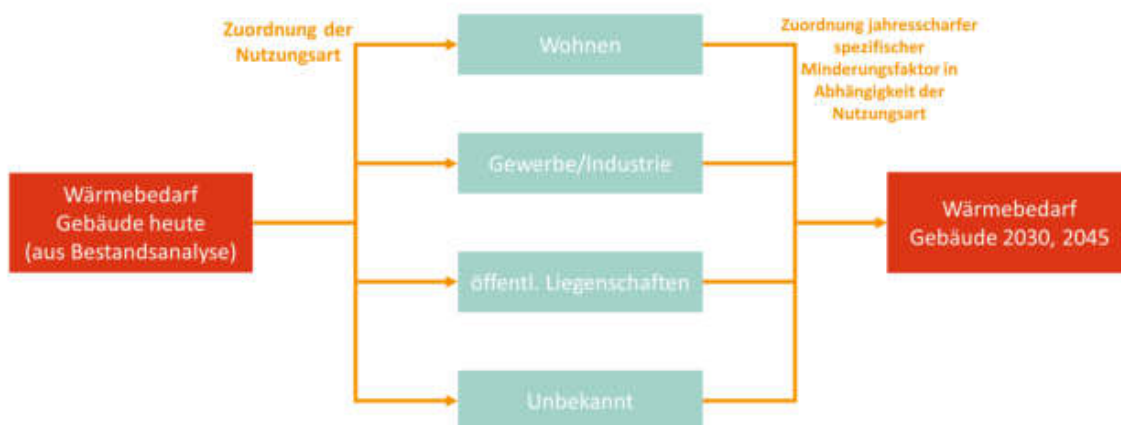 Zuordnung der
Nutzungsart
Wohnen
Zuordnung jahresscharfer
spezifischer
Minderungsfaktor in
Abhängigkeit der
Nutzungsart
Gewerbe/Industrie
Wärmebedarf
Gebäude heute
(aus Bestandsanalyse)
Wärmebedarf
Gebäude 2030, 2045
öffentl. Liegenschaften
Unbekannt